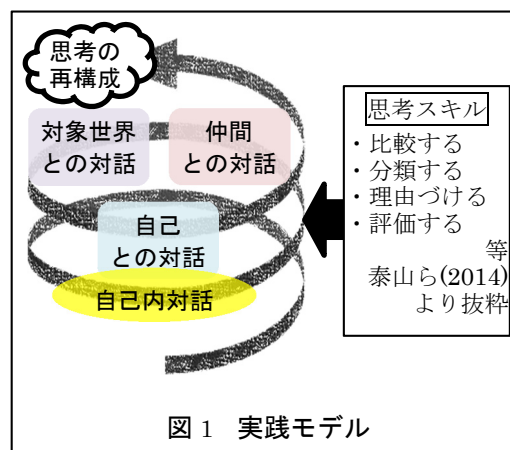 思考の
再構成
対象世界
との対話
仲間
との対話
自己
との対話
自己内対話
思考スキル
・比較する
・分類する
・理由づける
・評価する
等
泰山ら(2014)
より抜粋
図1 実践モデル